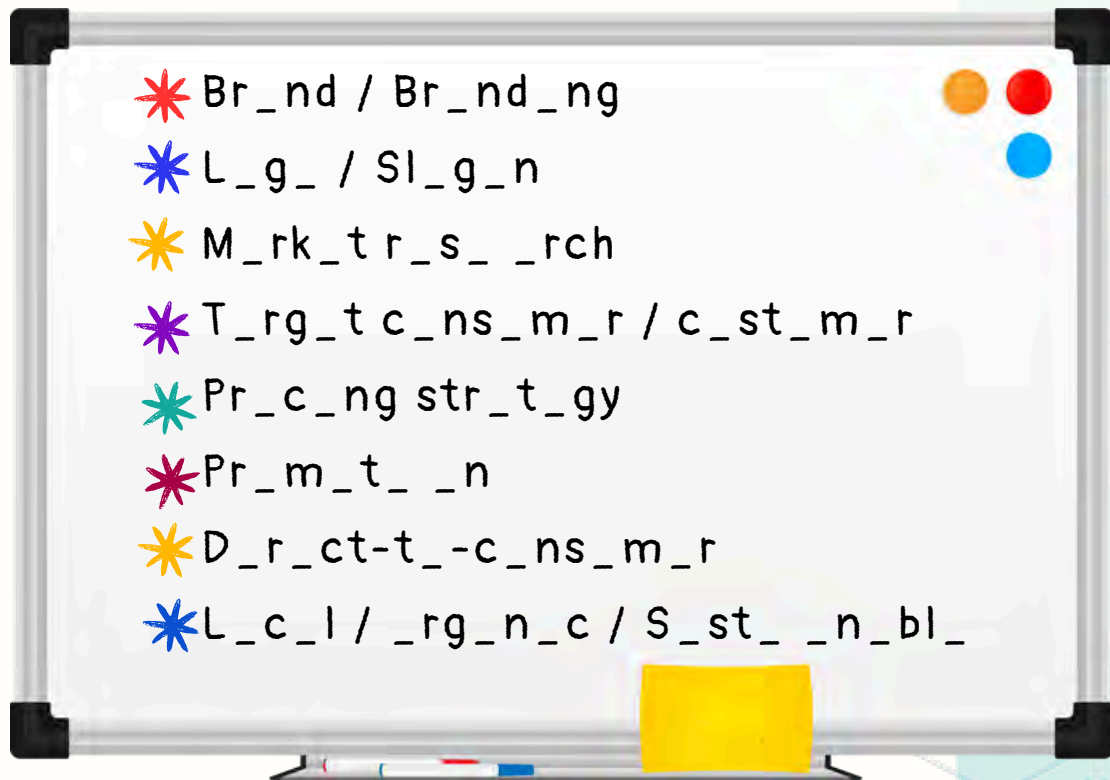 Br_nd / Br_nd_ng
L_g_ / Sl_g_n
M_rk_t r_s_ _rch
T_rg_t c_ns_m_r / c_st_m_r
Pr_c_ng str_t_gy
Pr_m_t_ _n
D_r_ct-t_-c_ns_m_r
L_c_l / _rg_n_c / S_st_ _n_bl_